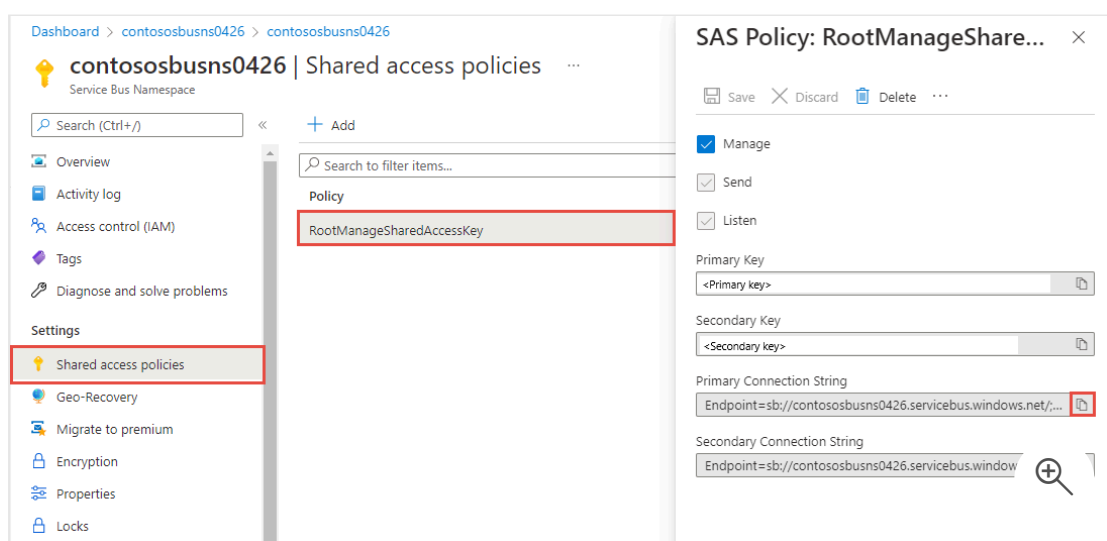 Dashboard > contososbusns0426 > contososbusns0426
contososbusns0426 | Shared access policies ...
Service Bus Namespace
Search (Ctrl+/)
«
Overview
Activity log
Access control (IAM)
Tags
Diagnose and solve problems
Settings
Shared access policies
Geo-Recovery
Migrate to premium
Encryption
Properties
Locks
+ Add
Search to filter items...
Policy
RootManageSharedAccessKey
SAS Policy: RootManageShare... ×
Save Discard Delete ...
Manage
Send
Listen
Primary Key
<Primary key>
Secondary Key
<Secondary key>
Primary Connection String
Endpoint=sb://contososbusns0426.servicebus.windows.net/;...
Secondary Connection String
Endpoint=sb://contososbusns0426.servicebus.window